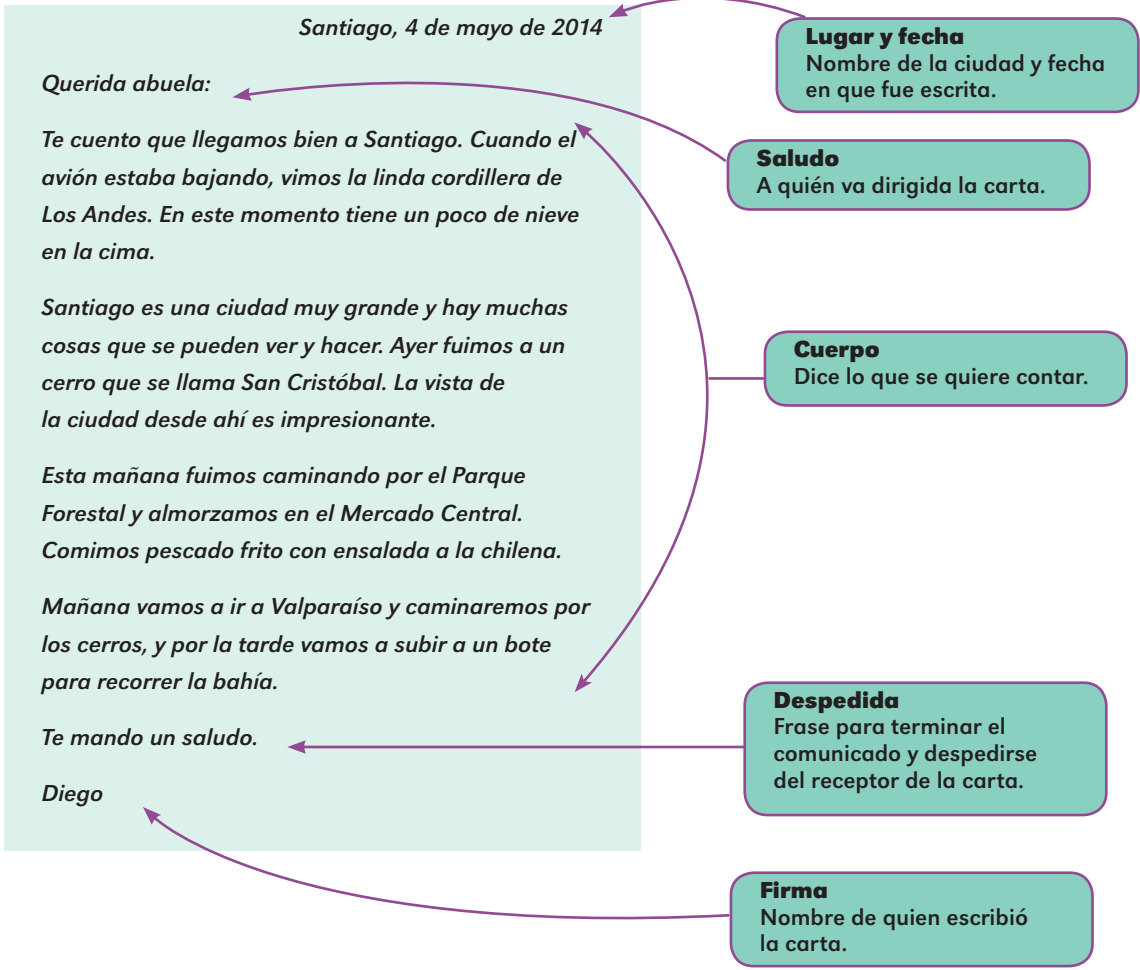 Santiago, 4 de mayo de 2014
Querida abuela:
Te cuento que llegamos bien a Santiago. Cuando el
avión estaba bajando, vimos la linda cordillera de
Los Andes. En este momento tiene un poco de nieve
en la cima.
Santiago es una ciudad muy grande y hay muchas
cosas que se pueden ver y hacer. Ayer fuimos a un
cerro que se llama San Cristóbal. La vista de
la ciudad desde ahí es impresionante.
Esta mañana fuimos caminando por el Parque
Forestal y almorzamos en el Mercado Central.
Comimos pescado frito con ensalada a la chilena.
Mañana vamos a ir a Valparaíso y caminaremos por
los cerros, y por la tarde vamos a subir a un bote
para recorrer la bahía.
Te mando un saludo.
Diego
Lugar y fecha
Nombre de la ciudad y fecha
en que fue escrita.
Saludo
A quién va dirigida la carta.
Cuerpo
Dice lo que se quiere contar.
Despedida
Frase para terminar el
comunicado y despedirse
del receptor de la carta.
Firma
Nombre de quien escribió
la carta.